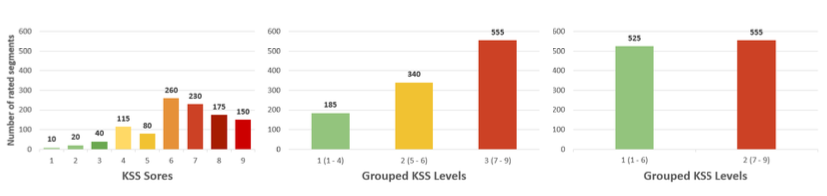 Number of rated segments
600
500
400
300
200
100
0
10 20 40 115 80 260 230 175 150
1 2 3 4 5 6 7 8 9
KSS Sores
600
500
400
300
200
100
0
185 340 555
1 (1 - 4) 2 (5 - 6) 3 (7 - 9)
Grouped KSS Levels
600
500
400
300
200
100
0
525 555
1 (1 - 6) 2 (7 - 9)
Grouped KSS Levels